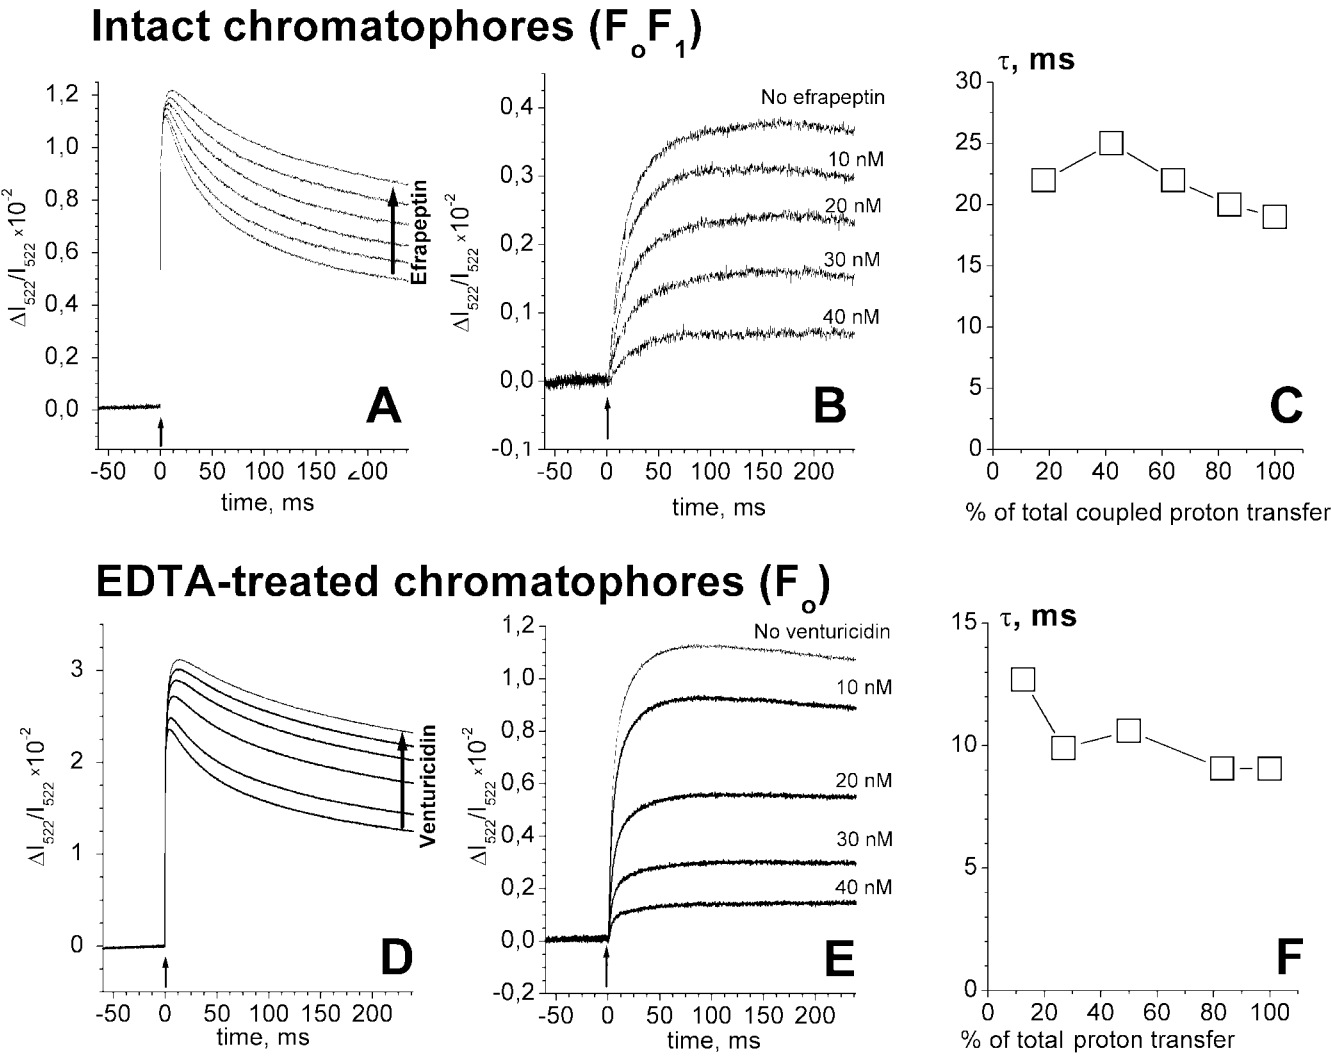 Intact chromatophores (FoF1)
ΔI522/I522 ×10-2
1,2
1,0
0,8
0,6
0,4
0,2
0,0
Efrapeptin
A
-50 0 50 100 150 200
time, ms
ΔI522/I522 ×10-2
0,4
0,3
0,2
0,1
0,0
-0,1
No efrapeptin
10 nM
20 nM
30 nM
40 nM
B
-50 0 50 100 150 200
time, ms
τ, ms
30
25
20
15
10
5
0
C
0 20 40 60 80 100
% of total coupled proton transfer
EDTA-treated chromatophores (Fo)
ΔI522/I522 ×10-2
3
2
1
0
Venturicidin
D
-50 0 50 100 150 200
time, ms
ΔI522/I522 ×10-2
1,2
1,0
0,8
0,6
0,4
0,2
0,0
-0,2
No venturicidin
10 nM
20 nM
30 nM
40 nM
E
-50 0 50 100 150 200
time, ms
τ, ms
15
10
5
0
F
0 20 40 60 80 100
% of total proton transfer